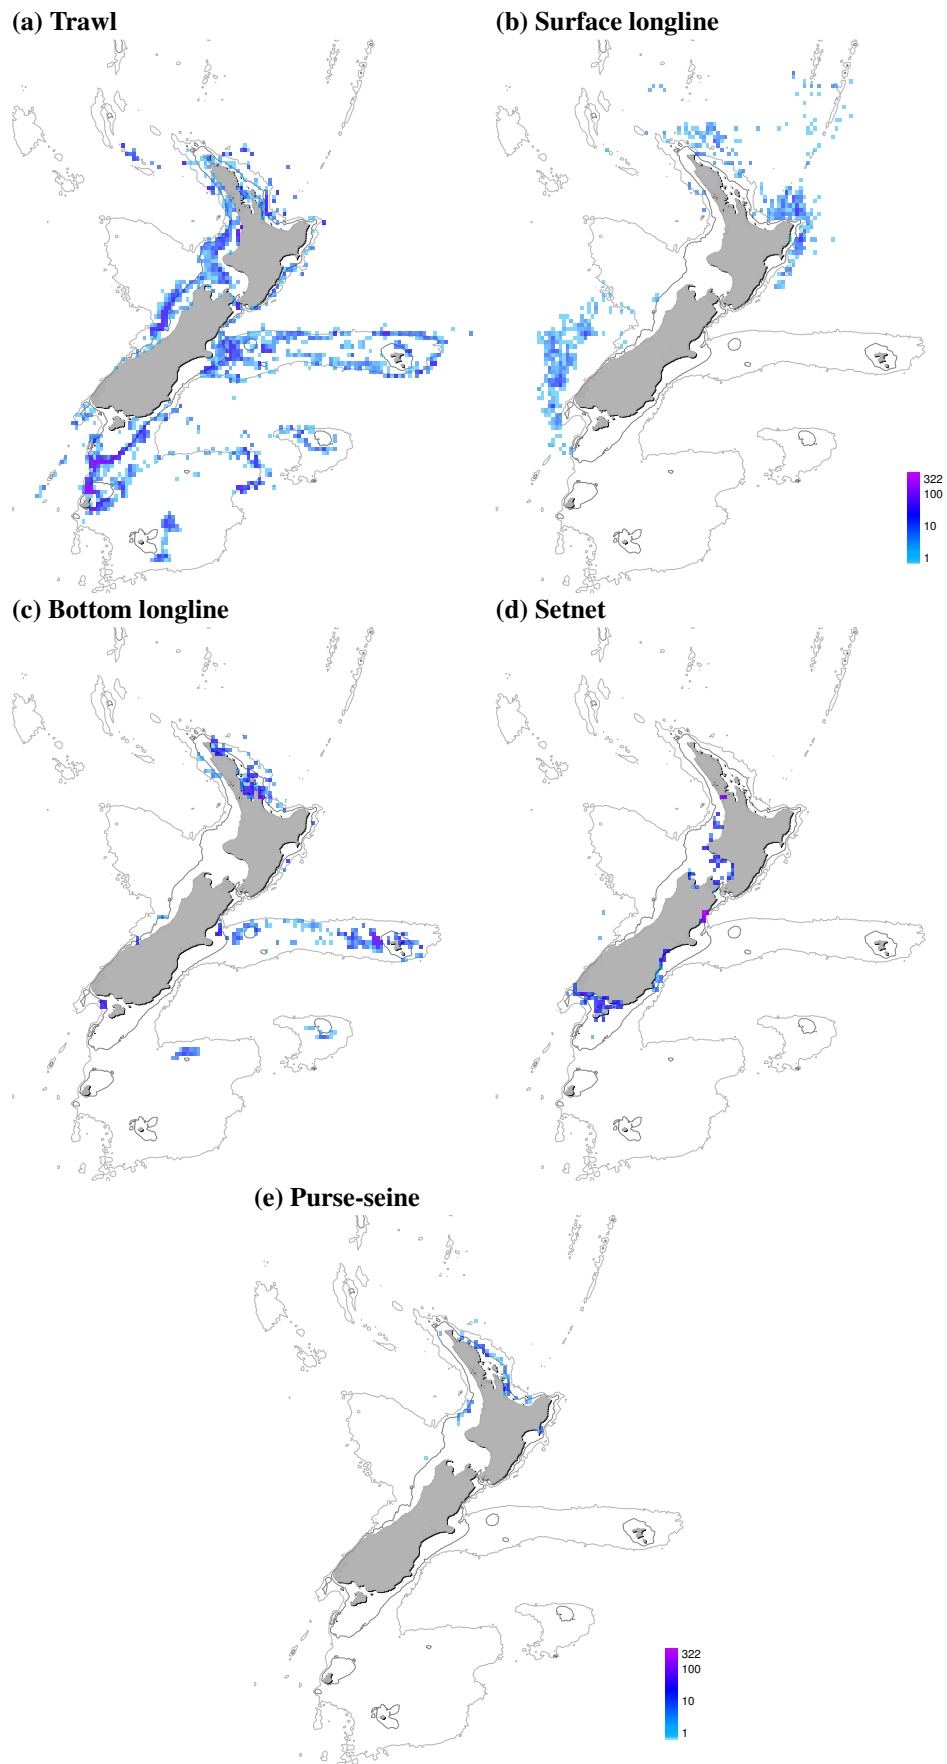 (a) Trawl
(b) Surface longline
322
100
10
1
(c) Bottom longline
(d) Setnet
(e) Purse-seine
322
100
10
1